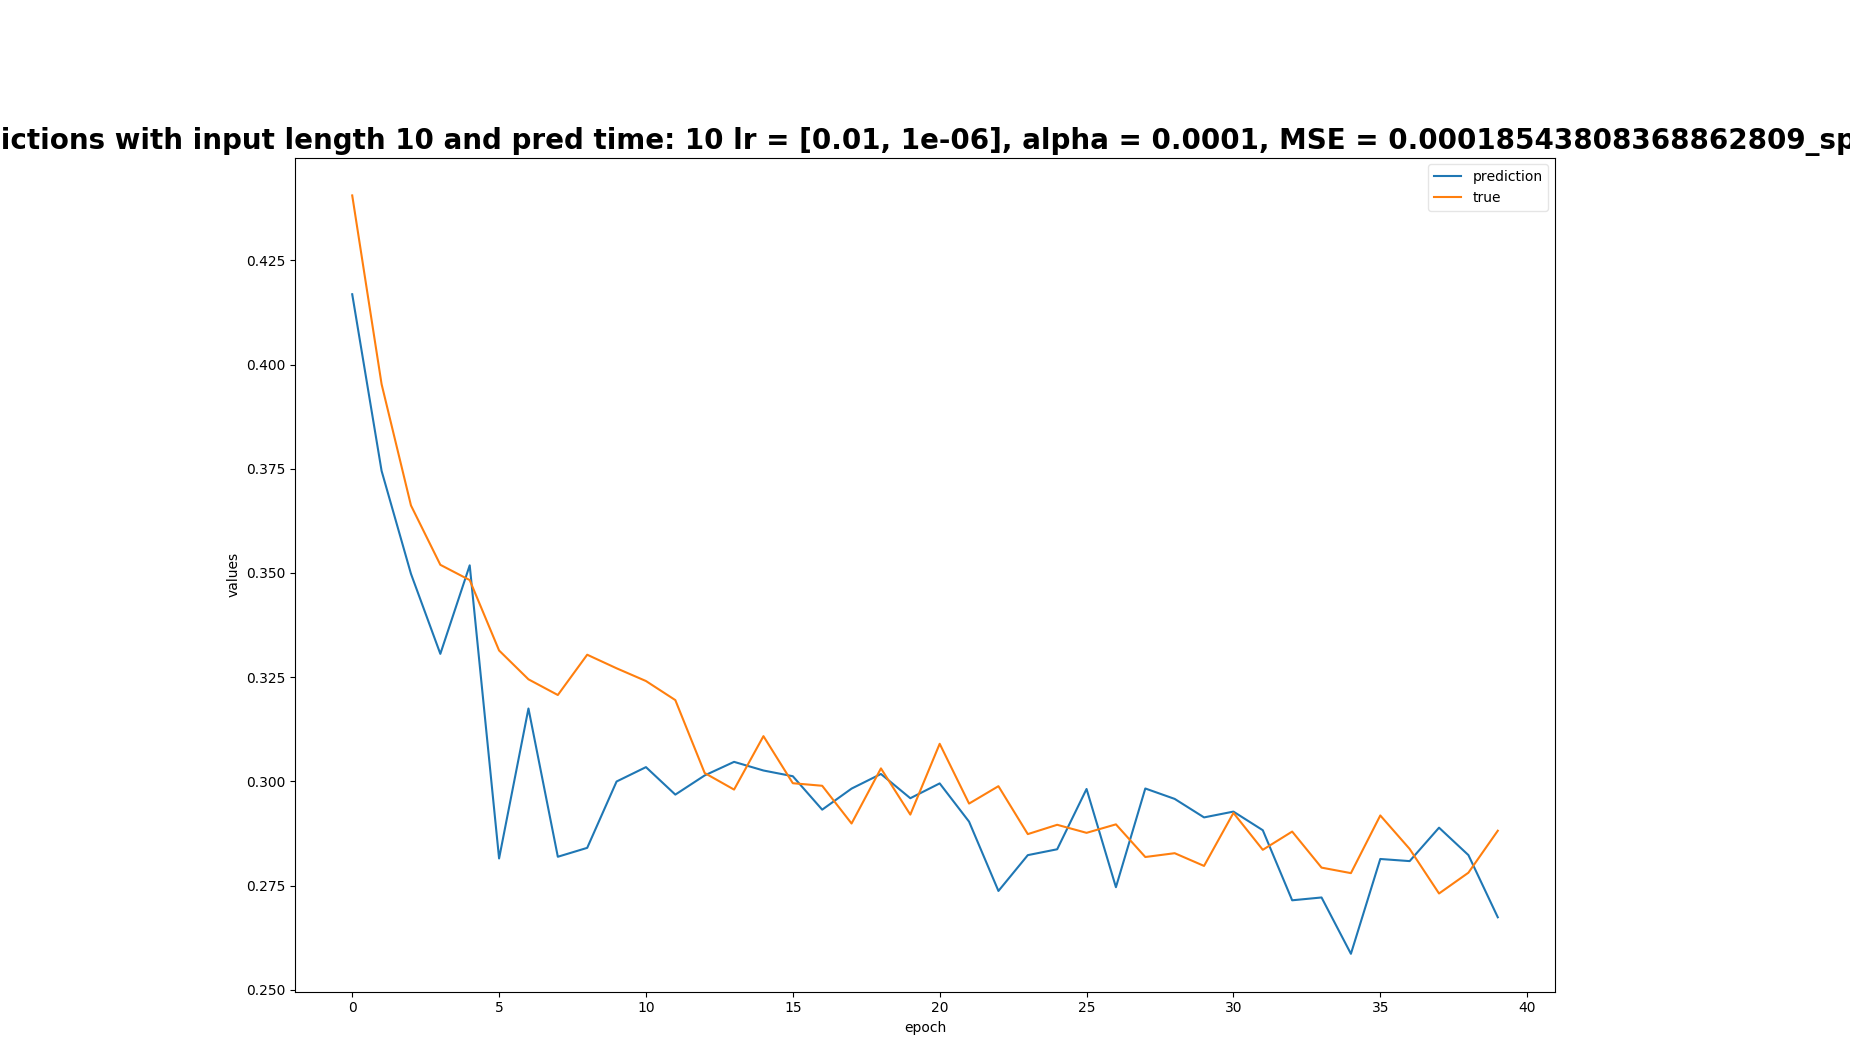 ictions with input length 10 and pred time: 10 lr = [0.01, 1e-06], alpha = 0.0001, MSE = 0.00018543808368862809_sp
prediction
true
0.425
0.400
0.375
0.350
0.325
0.300
0.275
0.250
values
0 5 10 15 20 25 30 35 40
epoch